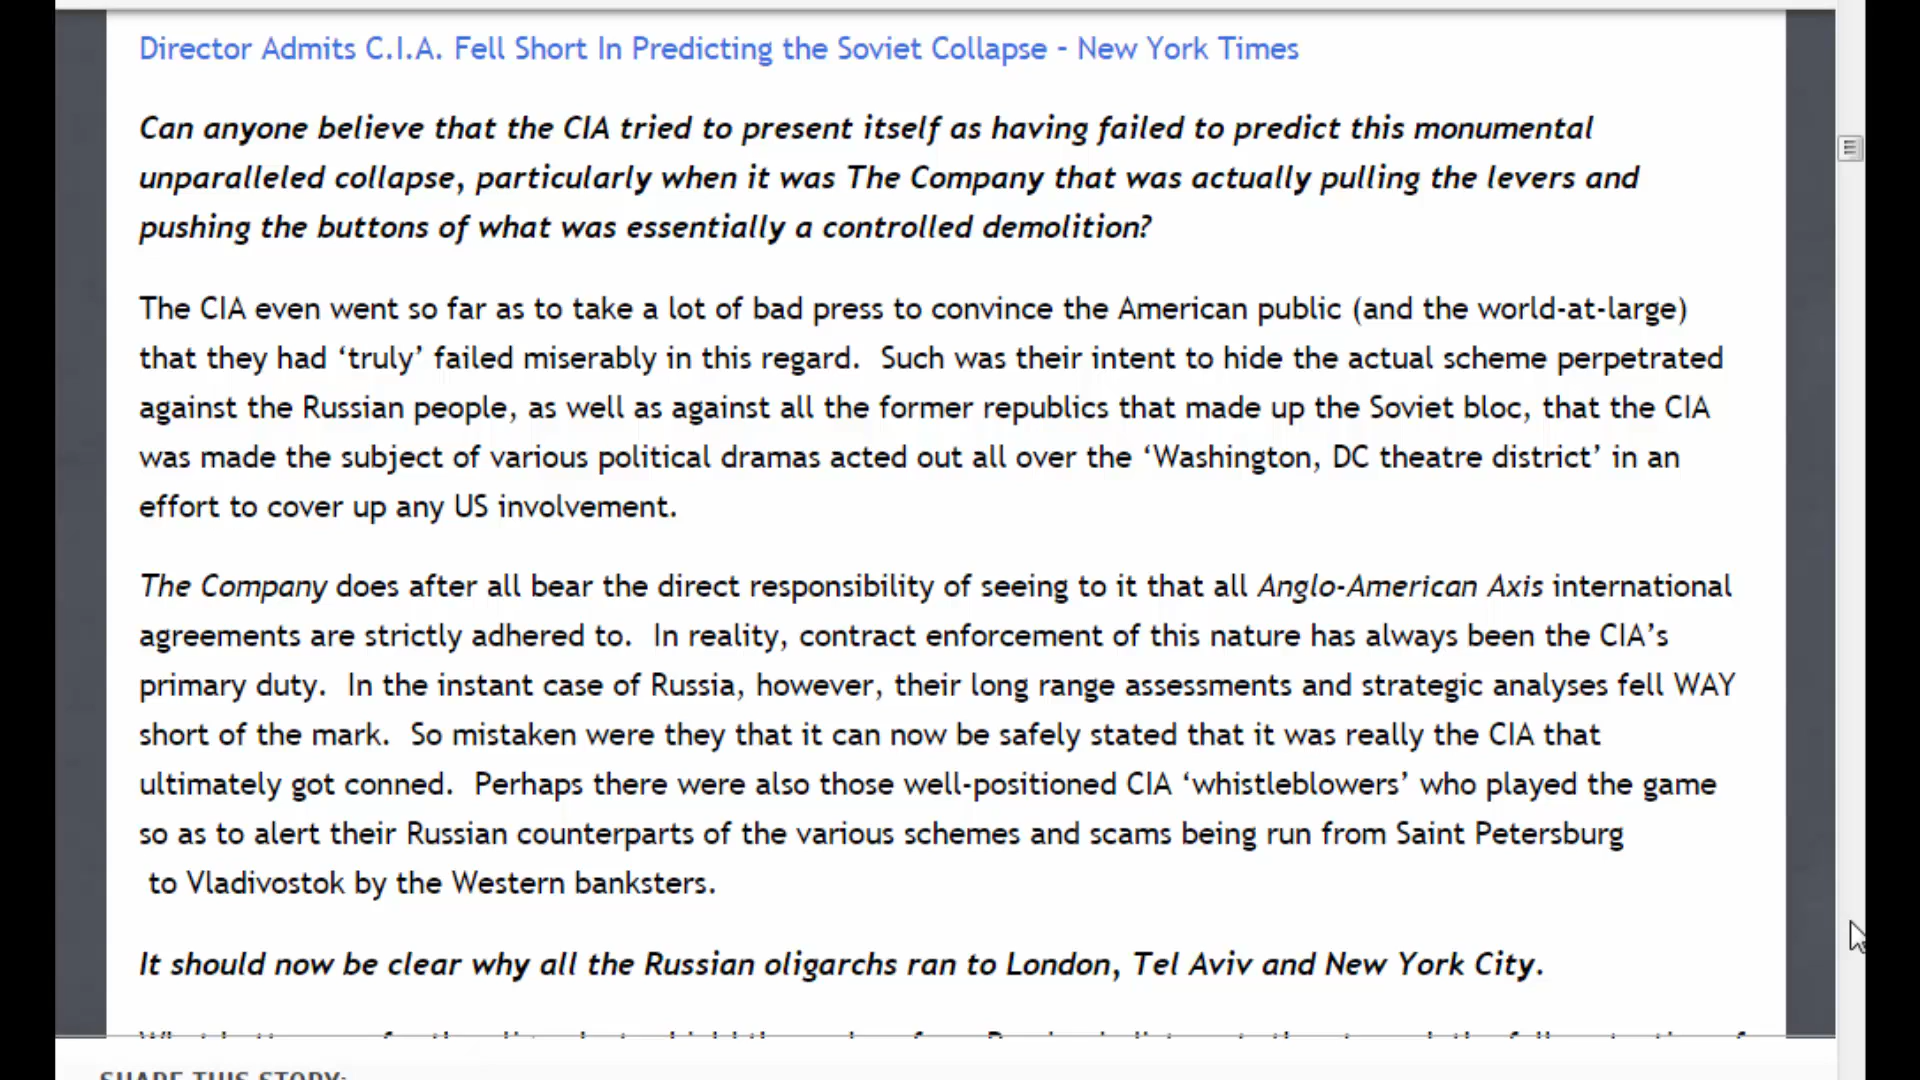 Director Admits C.I.A. Fell Short In Predicting the Soviet Collapse – New York Times
Can anyone believe that the CIA tried to present itself as having failed to predict this monumental
unparalleled collapse, particularly when it was The Company that was actually pulling the levers and
pushing the buttons of what was essentially a controlled demolition?
The CIA even went so far as to take a lot of bad press to convince the American public (and the world-at-large)
that they had ‘truly’ failed miserably in this regard.  Such was their intent to hide the actual scheme perpetrated
against the Russian people, as well as against all the former republics that made up the Soviet bloc, that the CIA
was made the subject of various political dramas acted out all over the ‘Washington, DC theatre district’ in an
effort to cover up any US involvement.
The Company does after all bear the direct responsibility of seeing to it that all Anglo-American Axis international
agreements are strictly adhered to.  In reality, contract enforcement of this nature has always been the CIA’s
primary duty.  In the instant case of Russia, however, their long range assessments and strategic analyses fell WAY
short of the mark.  So mistaken were they that it can now be safely stated that it was really the CIA that
ultimately got conned.  Perhaps there were also those well-positioned CIA ‘whistleblowers’ who played the game
so as to alert their Russian counterparts of the various schemes and scams being run from Saint Petersburg
to Vladivostok by the Western banksters.
It should now be clear why all the Russian oligarchs ran to London, Tel Aviv and New York City.
SHARE THIS STORY: